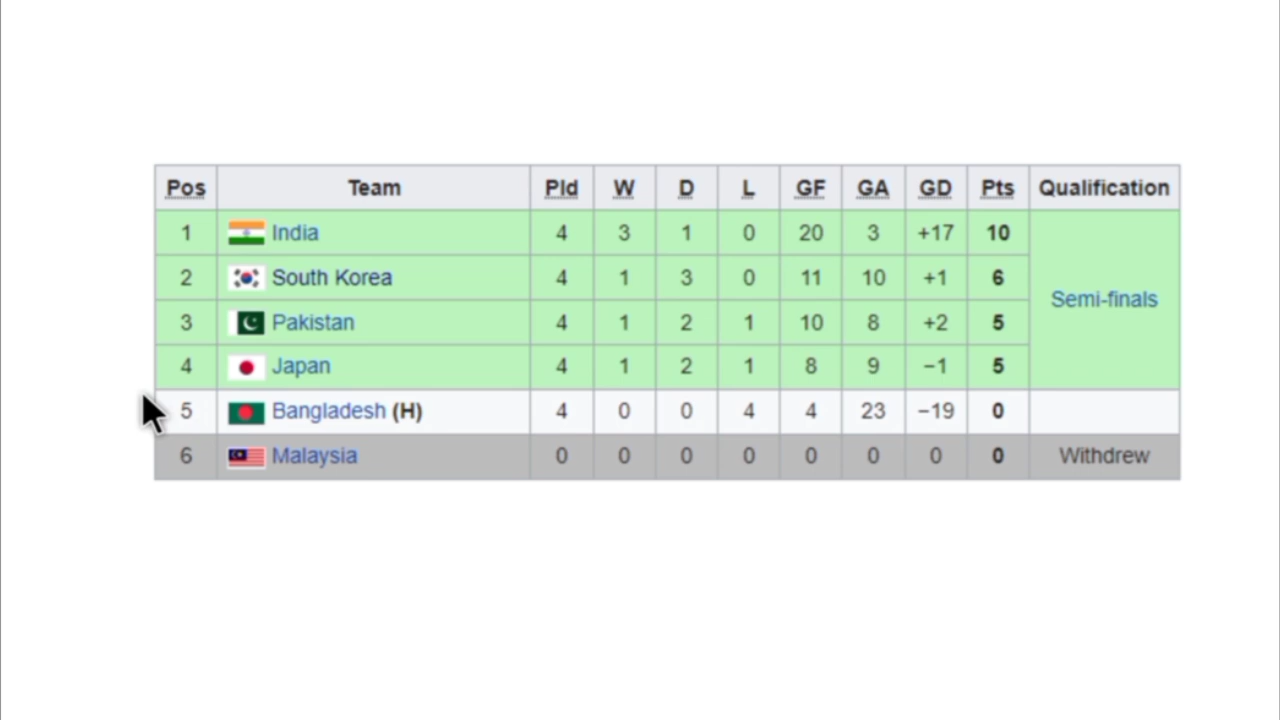 Pos Team Pld W D L GF GA GD Pts Qualification
1 India 4 3 1 0 20 3 +17 10 Semi-finals
2 South Korea 4 1 3 0 11 10 +1 6
3 Pakistan 4 1 2 1 10 8 +2 5
4 Japan 4 1 2 1 8 9 −1 5
5 Bangladesh (H) 4 0 0 4 4 23 −19 0
6 Malaysia 0 0 0 0 0 0 0 0 Withdrew